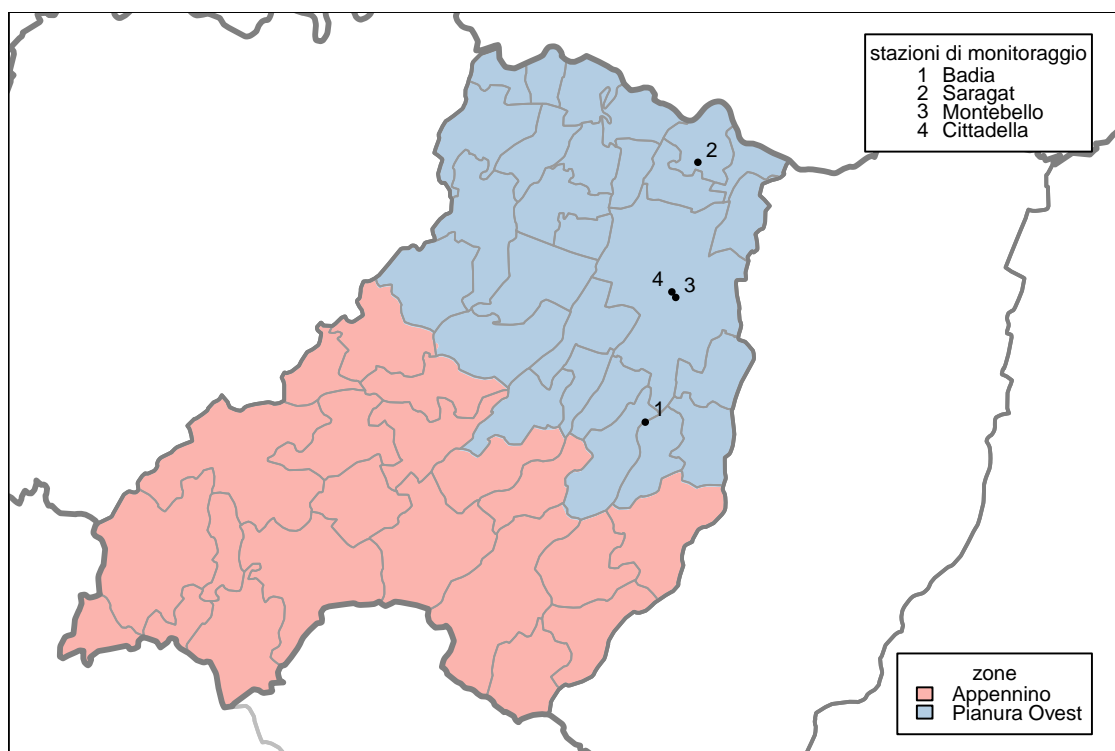 stazioni di monitoraggio
1 Badia
2 Saragat
3 Montebello
4 Cittadella
2
4 3
1
zone
Appennino
Pianura Ovest